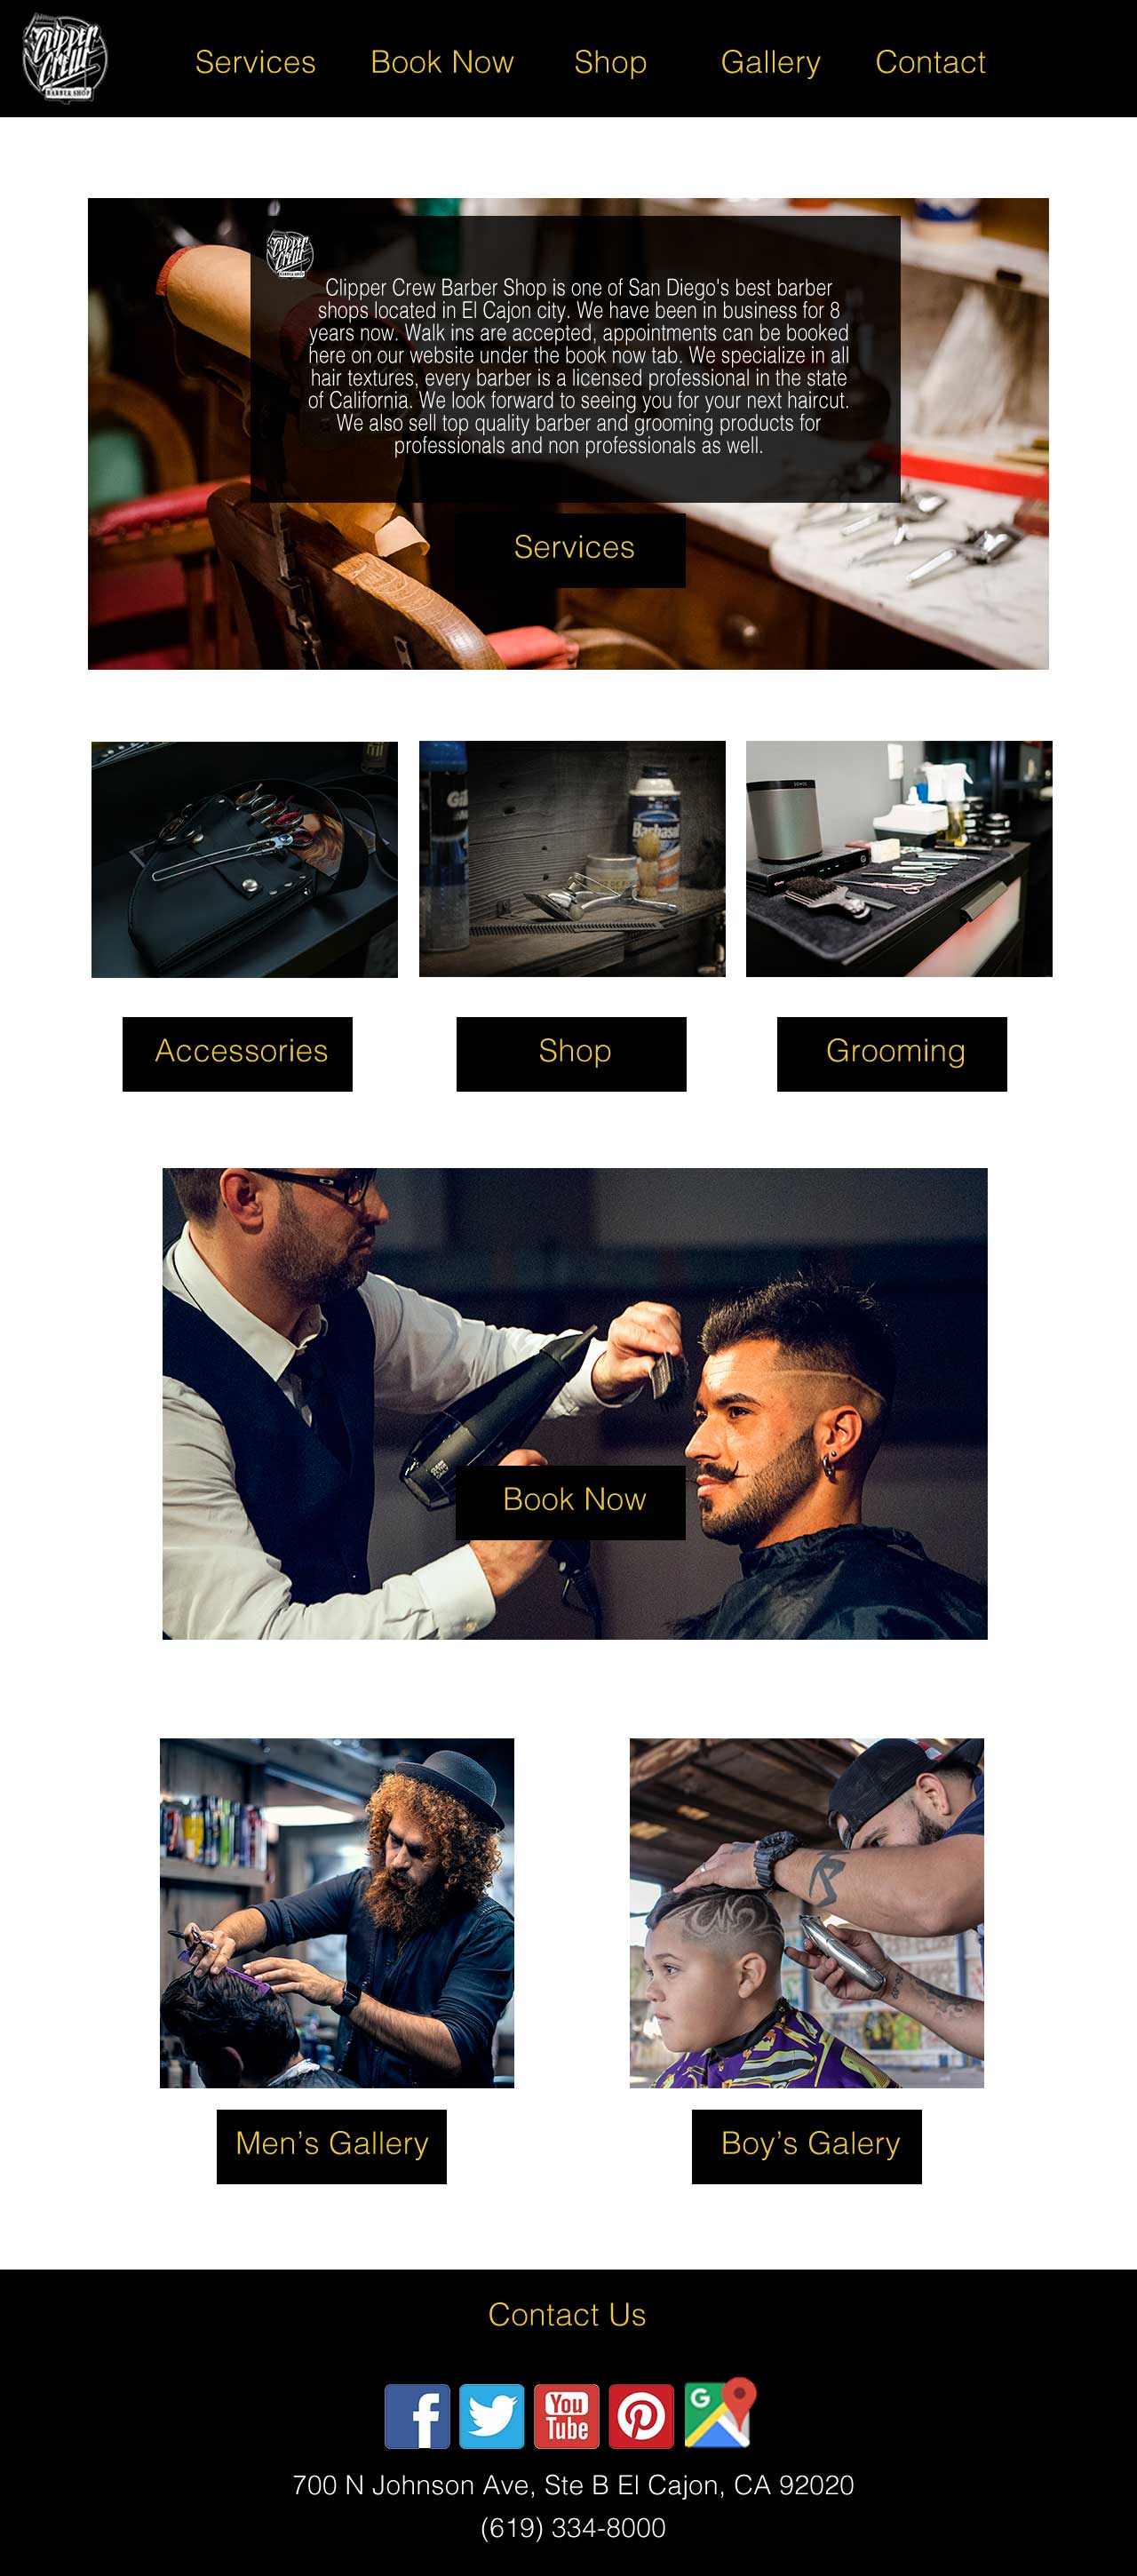 Clipper
Crew
BARBER SHOP
Services
Book Now
Shop
Gallery
Contact
Clipper
Crew
Clipper Crew Barber Shop is one of San Diego's best barber
shops located in El Cajon city. We have been in business for 8
years now. Walk ins are accepted, appointments can be booked
here on our website under the book now tab. We specialize in all
hair textures, every barber is a licensed professional in the state
of California. We look forward to seeing you for your next haircut.
We also sell top quality barber and grooming products for
professionals and non professionals as well.
Services
Barbasol
SONOS
Accessories
Shop
Grooming
Book Now
Men’s Gallery
Boy’s Galery
Contact Us
You
Tube
G
700 N Johnson Ave, Ste B El Cajon, CA 92020
(619) 334-8000